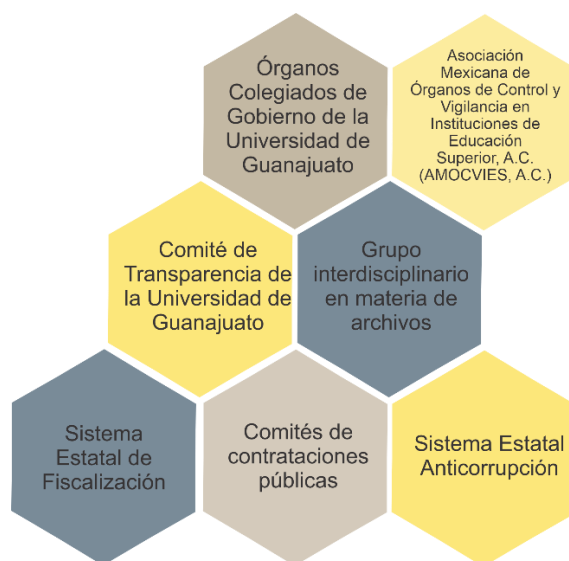 Órganos
Colegiados de
Gobierno de la
Universidad de
Guanajuato
Asociación
Mexicana de
Órganos de Control y
Vigilancia en
Instituciones de
Educación
Superior, A.C.
(AMOCVIES, A.C.)
Comité de
Transparencia de
la Universidad de
Guanajuato
Grupo
interdisciplinario
en materia de
archivos
Sistema
Estatal de
Fiscalización
Comités de
contrataciones
públicas
Sistema Estatal
Anticorrupción